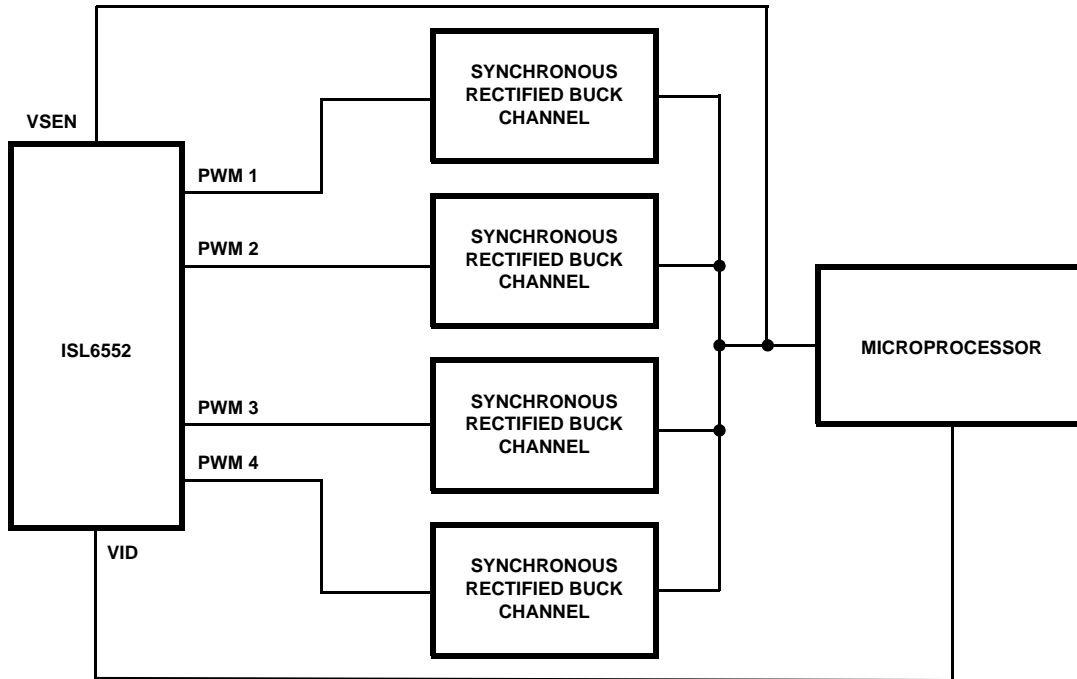 SYNCHRONOUS
RECTIFIED BUCK
CHANNEL
VSEN
PWM 1
SYNCHRONOUS
RECTIFIED BUCK
CHANNEL
PWM 2
ISL6552
MICROPROCESSOR
SYNCHRONOUS
RECTIFIED BUCK
CHANNEL
PWM 3
PWM 4
SYNCHRONOUS
RECTIFIED BUCK
CHANNEL
VID